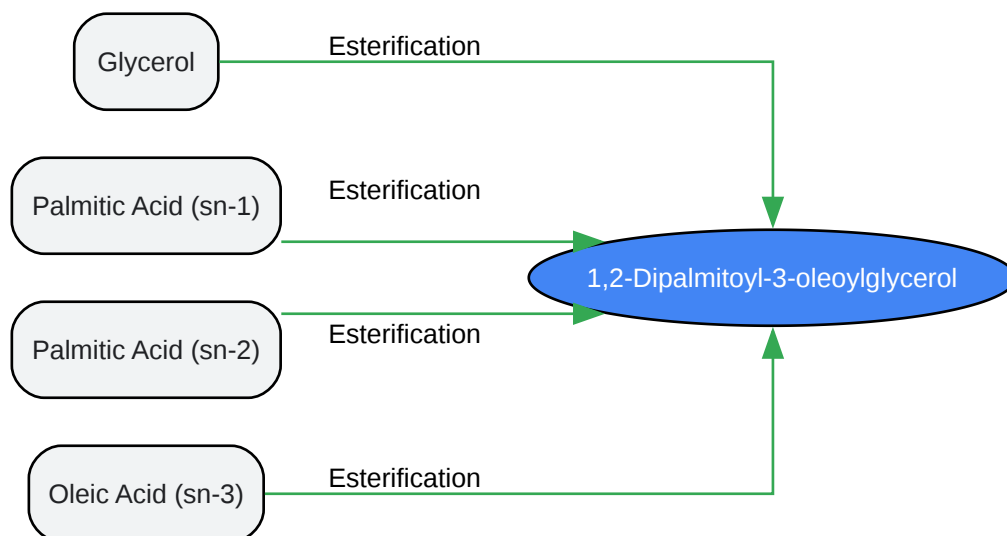 Glycerol
Esterification
Palmitic Acid (sn-1)
Esterification
1,2-Dipalmitoyl-3-oleoylglycerol
Palmitic Acid (sn-2)
Esterification
Oleic Acid (sn-3)
Esterification